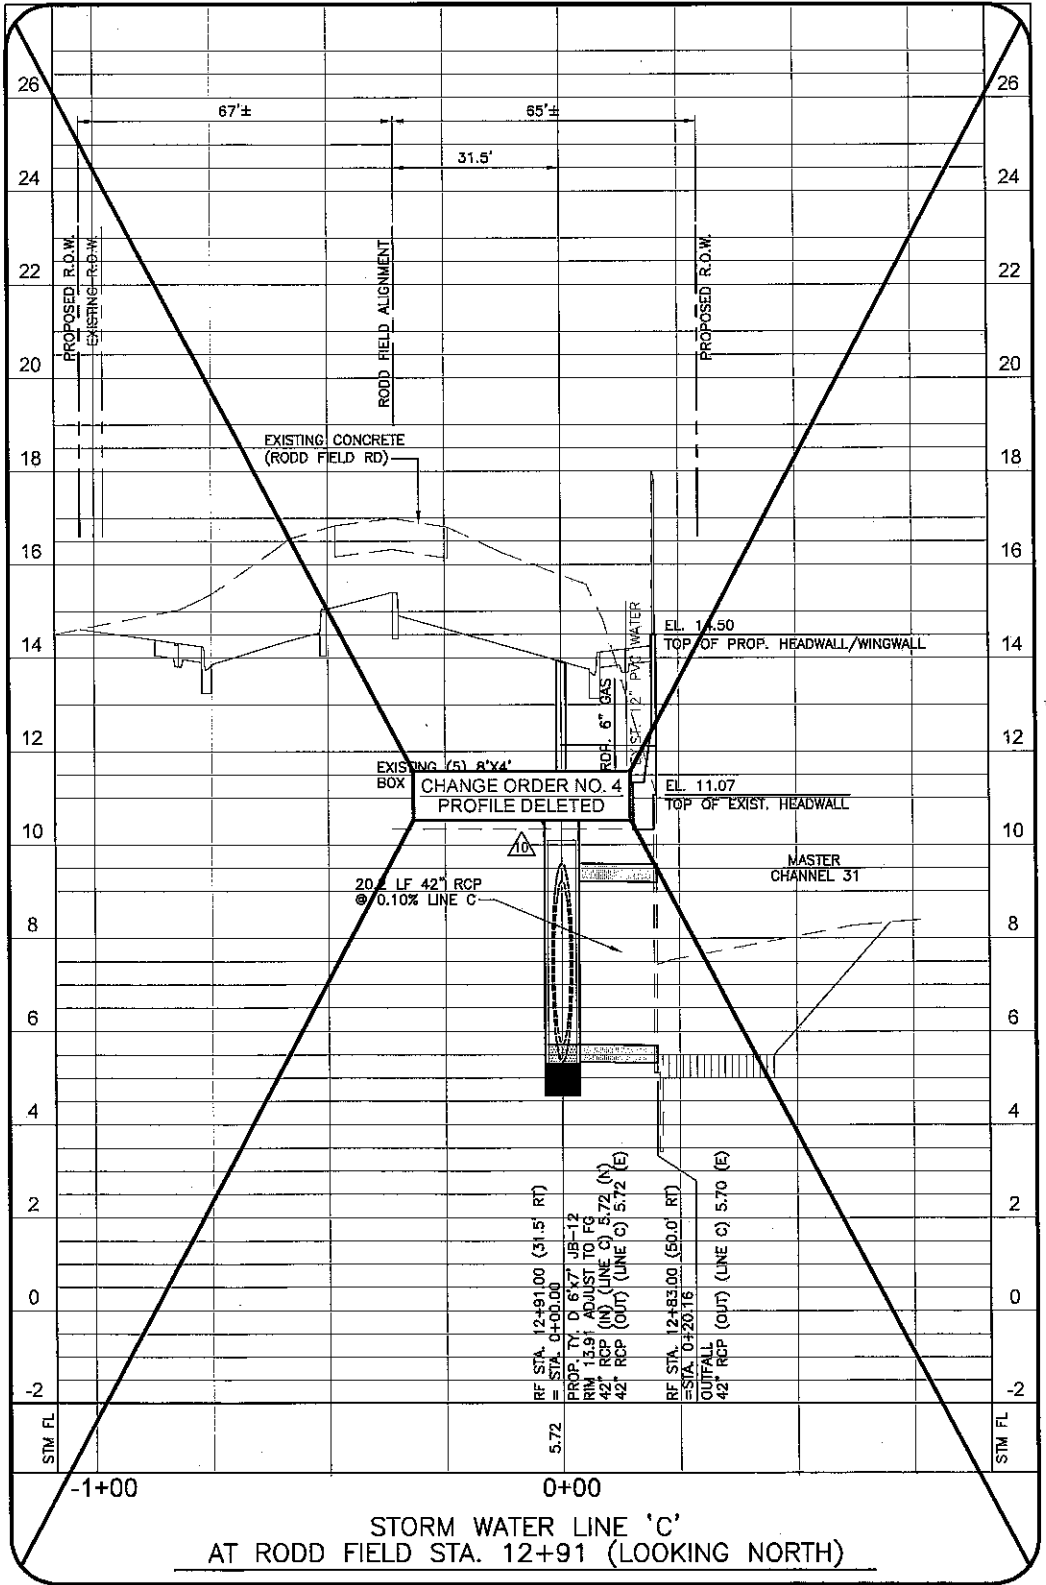 67'±
65'±
31.5'
26
26
24
24
22
22
20
20
18
18
16
16
14
14
12
12
10
10
8
8
6
6
4
4
2
2
0
0
-2
-2
PROPOSED R.O.W.
EXISTING R.O.W.
RODD FIELD ALIGNMENT
PROPOSED R.O.W.
EXISTING CONCRETE
(RODD FIELD RD)
EL. 14.50
TOP OF PROP. HEADWALL/WINGWALL
6" GAS
12" PVC WATER
EXISTING (5) 8'X4'
BOX
CHANGE ORDER NO. 4
PROFILE DELETED
EL. 11.07
TOP OF EXIST. HEADWALL
10
MASTER
CHANNEL 31
LF 42" RCP
@ 0.10% LINE C
RF STA. 12+91.00 (31.5' RT)
= STA. 0+00.00
PROP. TY. D 6'x7' JB-12
RIM 13.91 ADJUST TO FG
42" RCP (IN) (LINE C) 5.72 (N)
42" RCP (OUT) (LINE C) 5.72 (E)
RF STA. 12+83.00 (50.0' RT)
=STA. 0+20.16
OUTFALL
42" RCP (OUT) (LINE C) 5.70 (E)
STM FL
5.72
STM FL
-1+00
0+00
STORM WATER LINE 'C'
AT RODD FIELD STA. 12+91 (LOOKING NORTH)